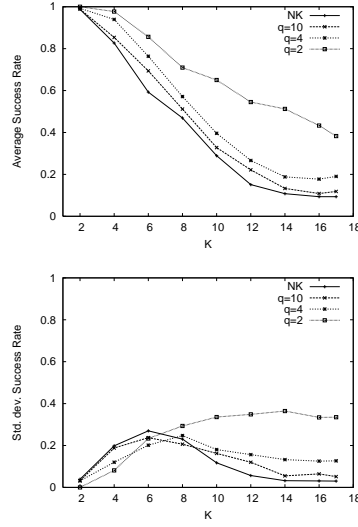 NK
q=10
q=4
q=2
1
0.8
0.6
0.4
0.2
0
Average Success Rate
2 4 6 8 10 12 14 16 18
K
NK
q=10
q=4
q=2
1
0.8
0.6
0.4
0.2
0
Std. dev. Success Rate
2 4 6 8 10 12 14 16 18
K